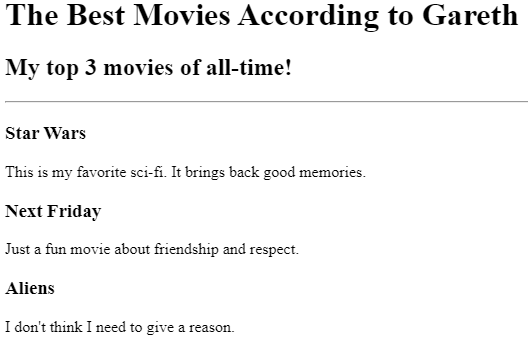 The Best Movies According to Gareth
My top 3 movies of all-time!
Star Wars
This is my favorite sci-fi. It brings back good memories.
Next Friday
Just a fun movie about friendship and respect.
Aliens
I don't think I need to give a reason.